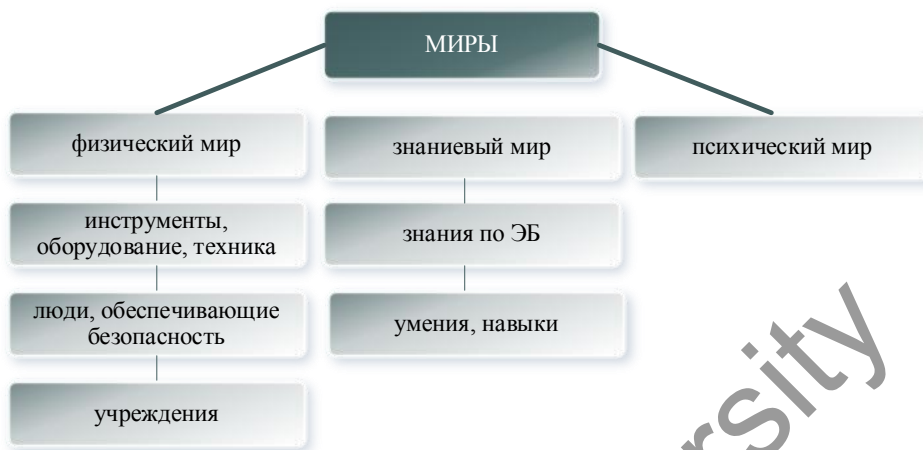 МИРЫ
физический мир
знаниевый мир
психический мир
инструменты,
оборудование, техника
знания по ЭБ
люди, обеспечивающие
безопасность
умения, навыки
учреждения
rsity